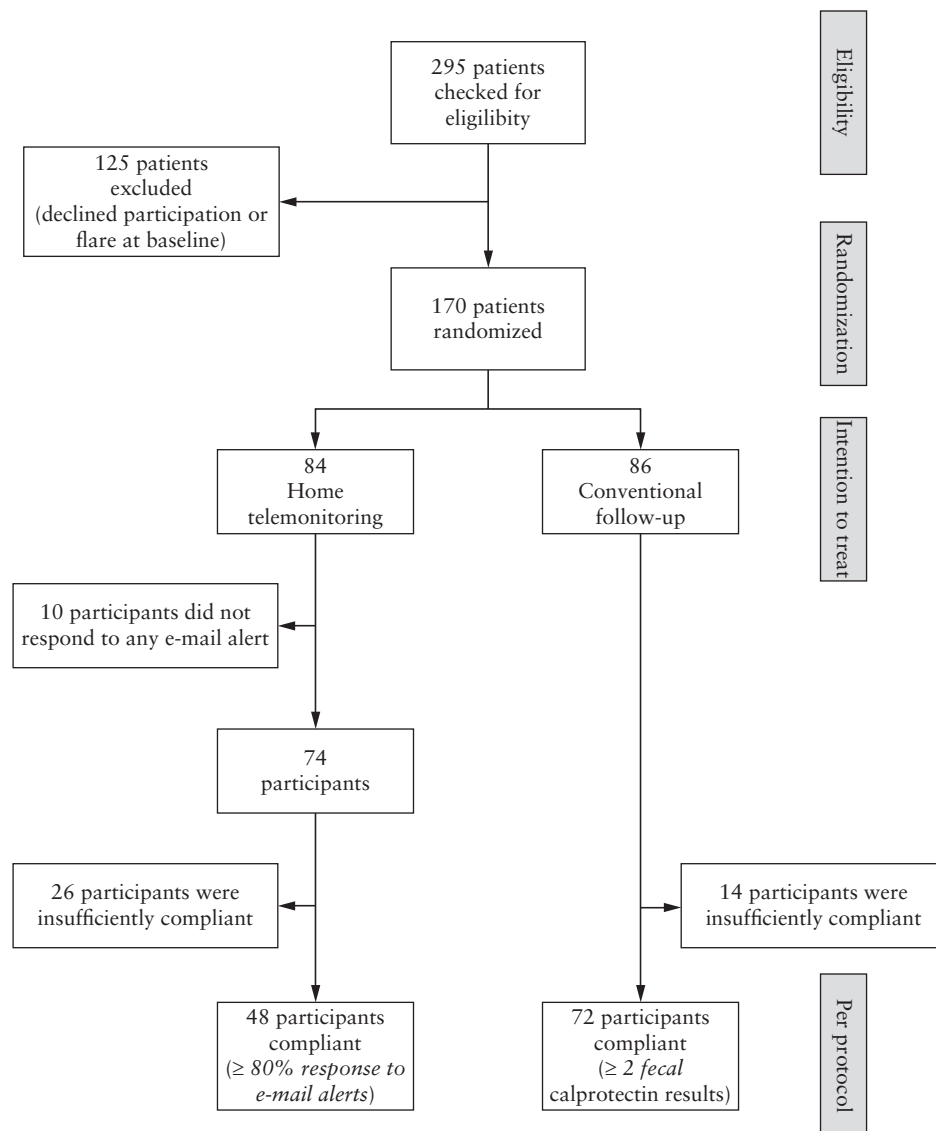 295 patients
checked for
eligilibity
Eligibility
125 patients
excluded
(declined participation or
flare at baseline)
170 patients
randomized
Randomization
84
Home
telemonitoring
86
Conventional
follow-up
Intention to treat
10 participants did not
respond to any e-mail alert
74
participants
26 participants were
insufficiently compliant
14 participants were
insufficiently compliant
48 participants
compliant
(≥ 80% response to
e-mail alerts)
72 participants
compliant
(≥ 2 fecal
calprotectin results)
Per protocol